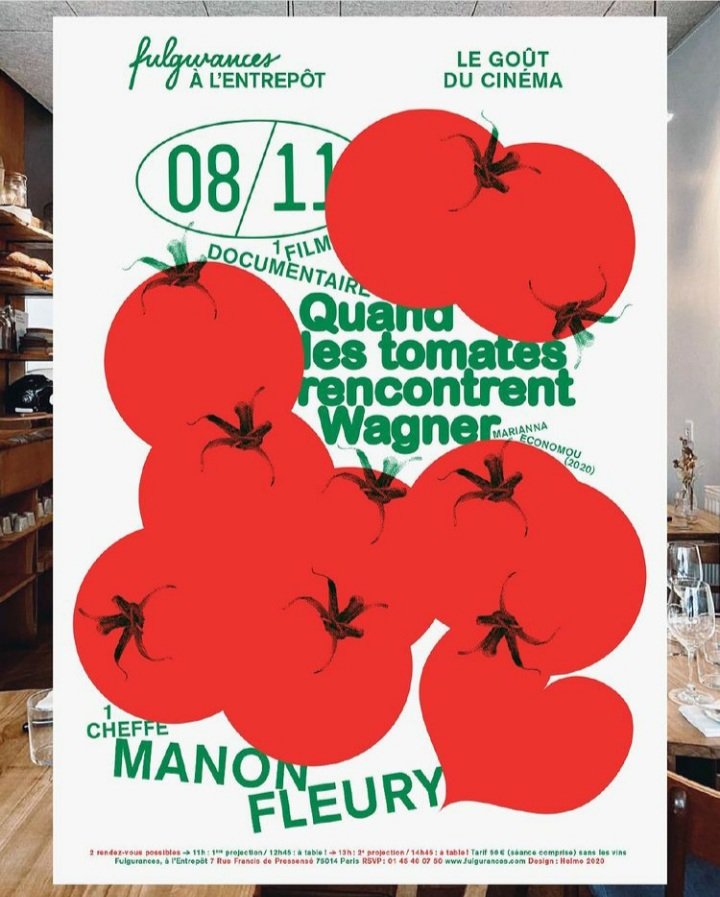 fulgurances
À L'ENTREPÔT
LE GOÛT
DU CINÉMA
08/11
1 FILM
DOCUMENTAIRE
Quand
les tomates
rencontrent
Wagner
MARIANNA
ECONOMOU
(2020)
1
CHEFFE
MANON
FLEURY
2 rendez-vous possibles → 11h : 1ère projection / 12h45 : à table ! → 13h : 2e projection / 14h45 : à table ! Tarif 56 € (séance comprise) sans les vins
Fulgurances, à l'Entrepôt 7 Rue Francis de Pressensé 75014 Paris RSVP : 01 45 40 07 50 www.fulgurances.com Design : Helmo 2020